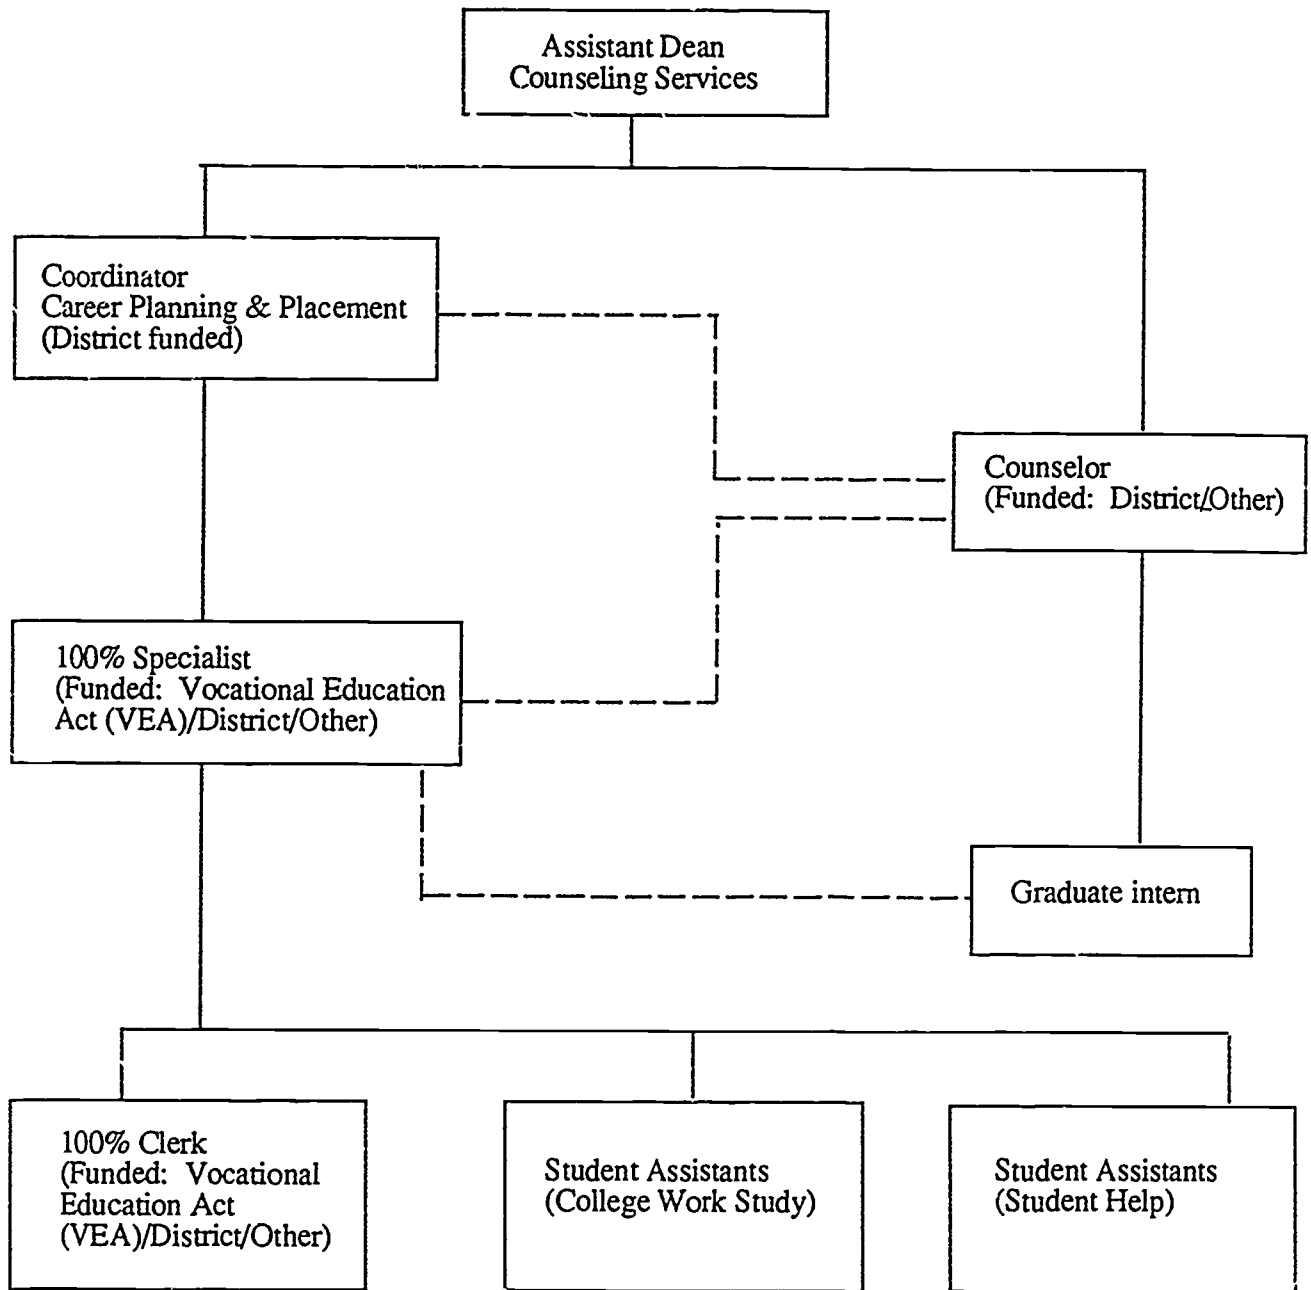 Assistant Dean
Counseling Services
Coordinator
Career Planning & Placement
(District funded)
Counselor
(Funded: District/Other)
100% Specialist
(Funded: Vocational Education
Act (VEA)/District/Other)
Graduate intern
100% Clerk
(Funded: Vocational
Education Act
(VEA)/District/Other)
Student Assistants
(College Work Study)
Student Assistants
(Student Help)